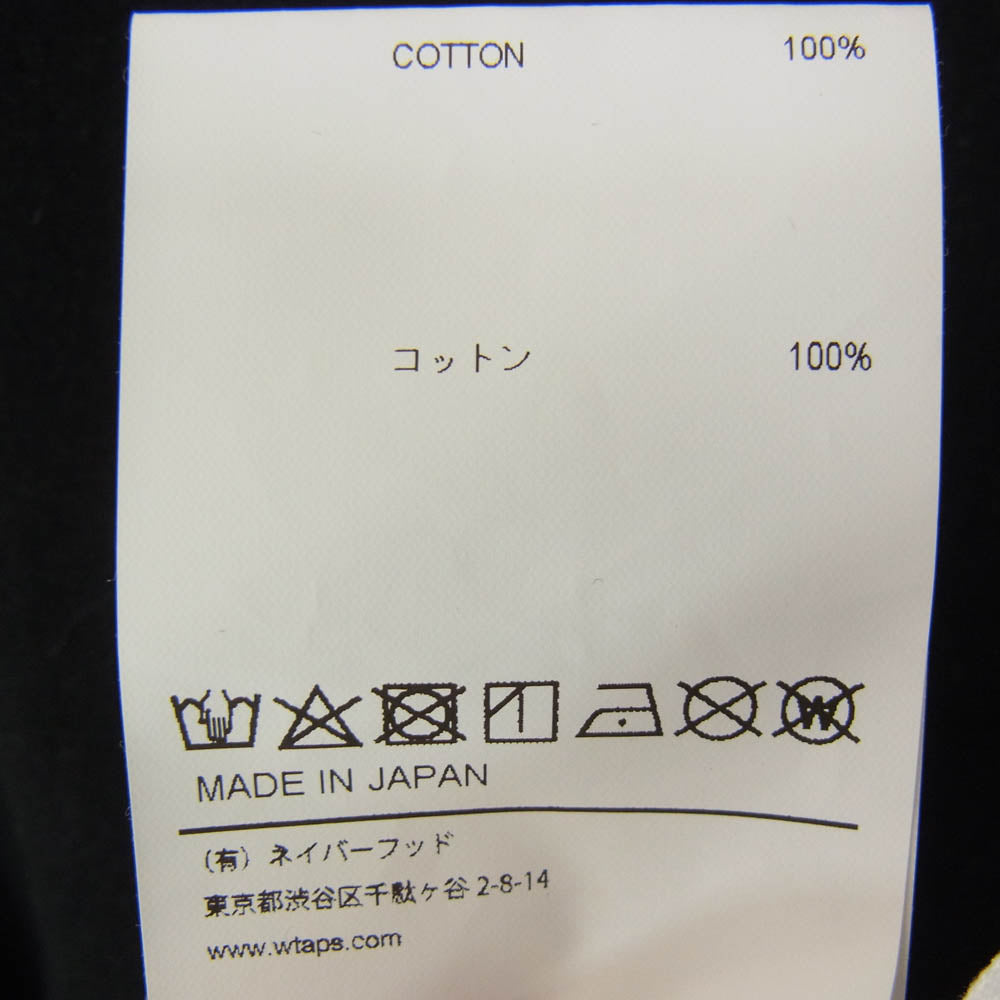 COTTON 100%
コットン 100%
W
MADE IN JAPAN
(有) ネイバーフッド
東京都渋谷区千駄ヶ谷 2-8-14
www.wtaps.com